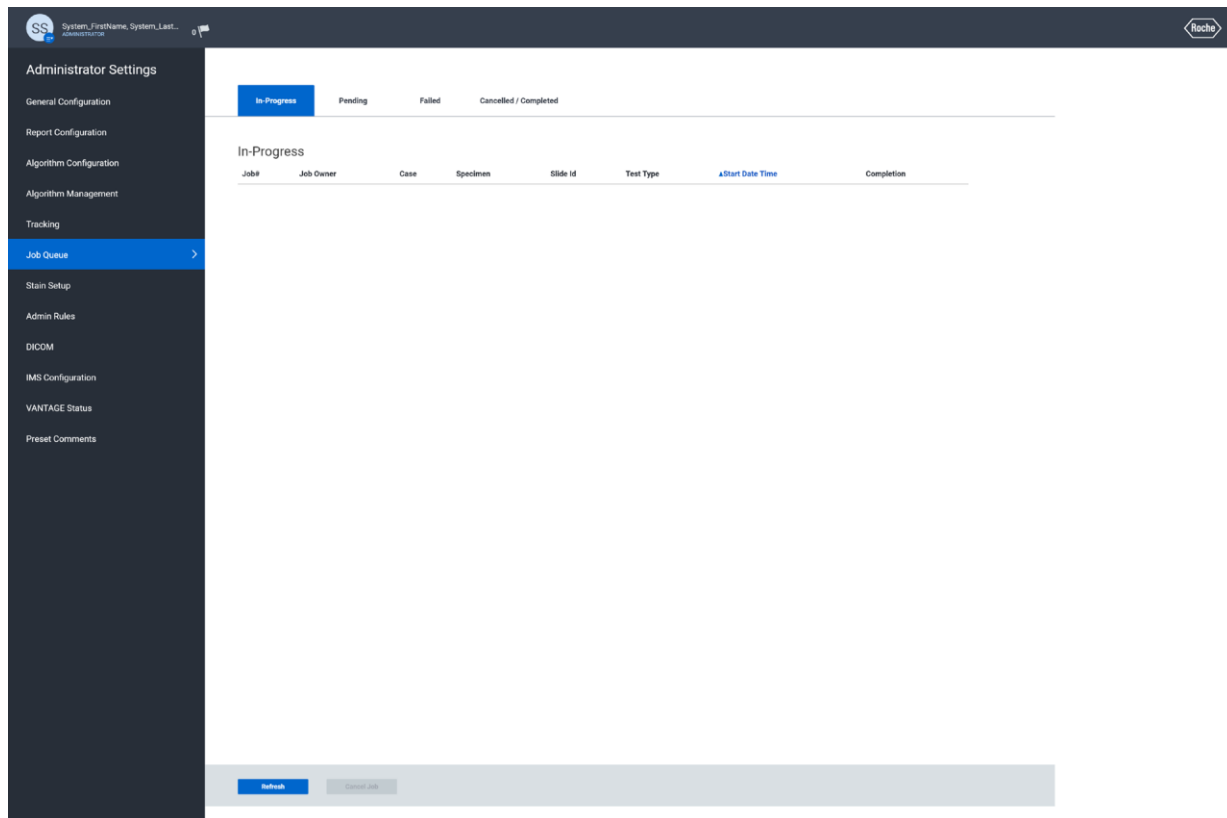 SS System_FirstName, System_Last... 0
ADMINISTRATOR
Roche
Administrator Settings
General Configuration
Report Configuration
Algorithm Configuration
Algorithm Management
Tracking
Job Queue
Stain Setup
Admin Rules
DICOM
IMS Configuration
VANTAGE Status
Preset Comments
In-Progress Pending Failed Cancelled / Completed
In-Progress
Job# Job Owner Case Specimen Slide Id Test Type ▲Start Date Time Completion
Refresh Cancel Job